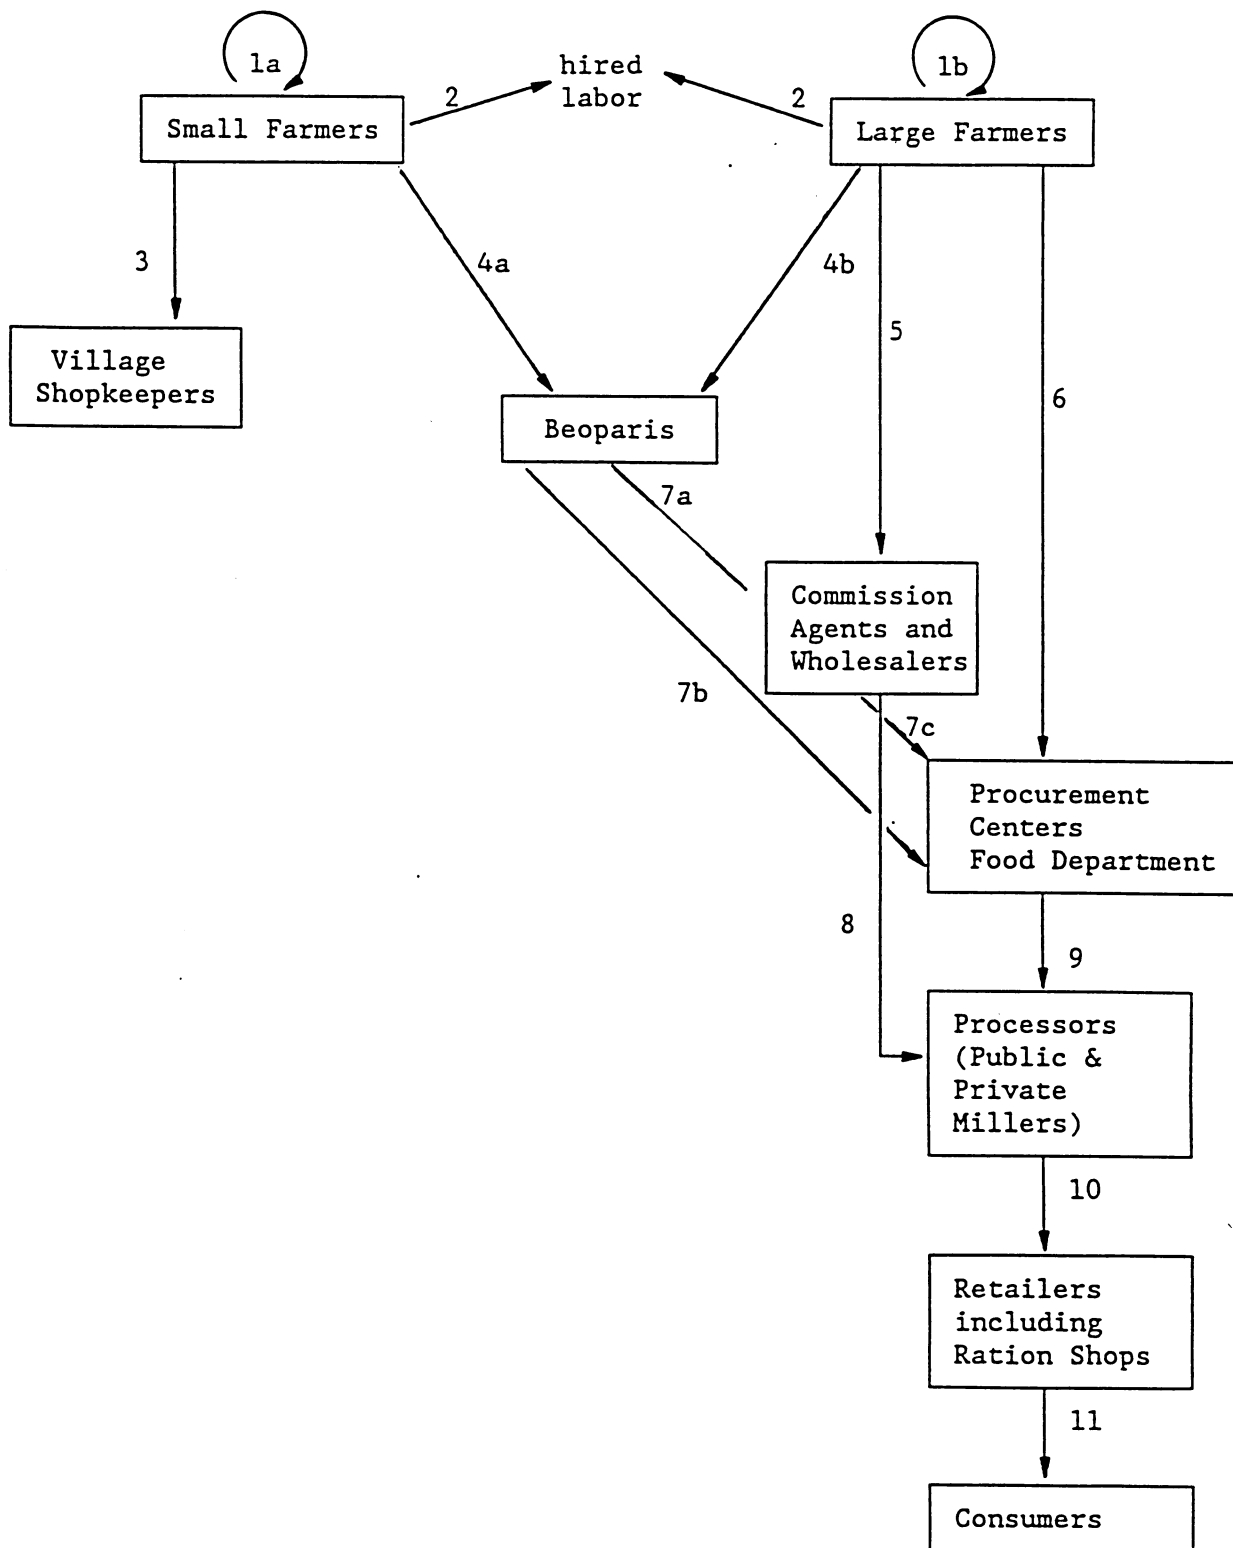 1a
hired
labor
1b
2
2
Small Farmers
Large Farmers
3
4a
4b
5
6
Village
Shopkeepers
Beoparis
7a
Commission
Agents and
Wholesalers
7b
7c
Procurement
Centers
Food Department
8
9
Processors
(Public &
Private
Millers)
10
Retailers
including
Ration Shops
11
Consumers